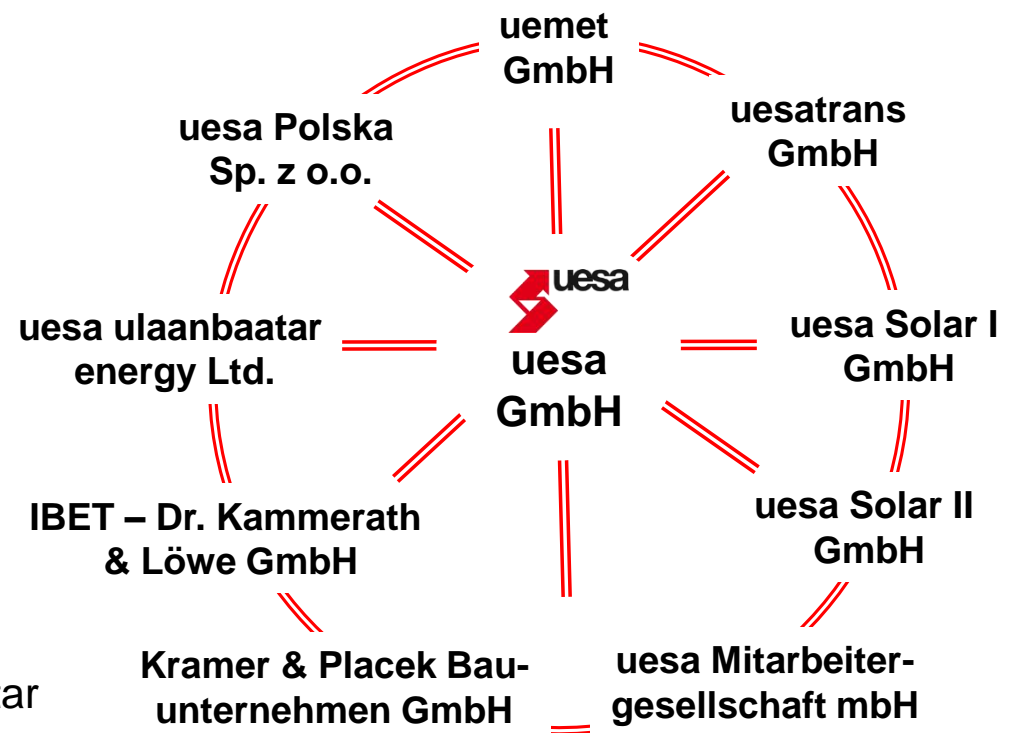 uemet
GmbH
uesatrans
GmbH
uesa Polska
Sp. z o.o.
uesa
uesa
GmbH
uesa Solar I
GmbH
uesa ulaanbaatar
energy Ltd.
uesa Solar II
GmbH
IBET – Dr. Kammerath
& Löwe GmbH
uesa Mitarbeiter-
gesellschaft mbH
Kramer & Placek Bau-
unternehmen GmbH